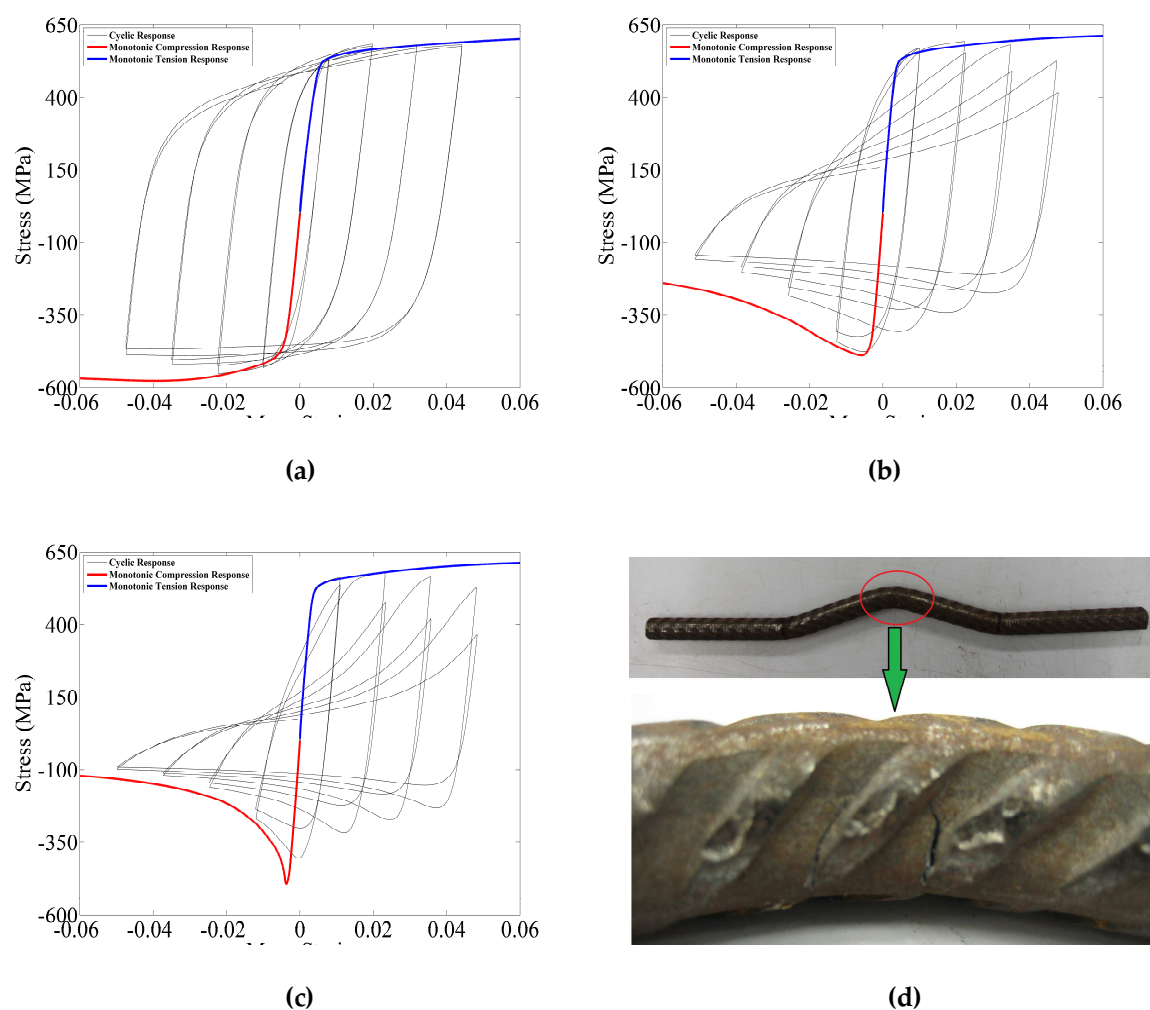 650
400
150
-100
-350
-600
-0.06
-0.04
-0.02
0
0.02
0.04
0.06
Stress (MPa)
Cyclic Response
Monotonic Compression Response
Monotonic Tension Response
(a)
650
400
150
-100
-350
-600
-0.06
-0.04
-0.02
0
0.02
0.04
0.06
Stress (MPa)
Cyclic Response
Monotonic Compression Response
Monotonic Tension Response
(b)
650
400
150
-100
-350
-600
-0.06
-0.04
-0.02
0
0.02
0.04
0.06
Stress (MPa)
Cyclic Response
Monotonic Compression Response
Monotonic Tension Response
(c)
(d)